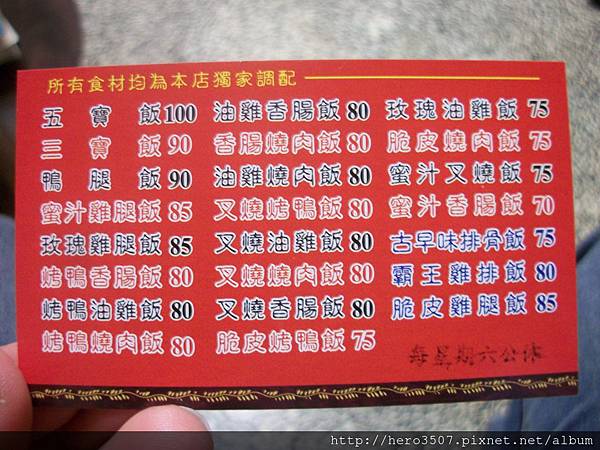 所有食材均為本店獨家調配
五寶飯100 油雞香腸飯80 玫瑰油雞飯75
三寶飯90 香腸燒肉飯80 脆皮燒肉飯75
鴨腿飯90 油雞燒肉飯80 蜜汁叉燒飯75
蜜汁雞腿飯85 叉燒烤鴨飯80 蜜汁香腸飯70
玫瑰雞腿飯85 叉燒油雞飯80 古早味排骨飯75
烤鴨香腸飯80 叉燒燒肉飯80 霸王雞排飯80
烤鴨油雞飯80 叉燒香腸飯80 脆皮雞腿飯85
烤鴨燒肉飯80 脆皮烤鴨飯75
每星期六公休
http://hero3507.pixnet.net/album